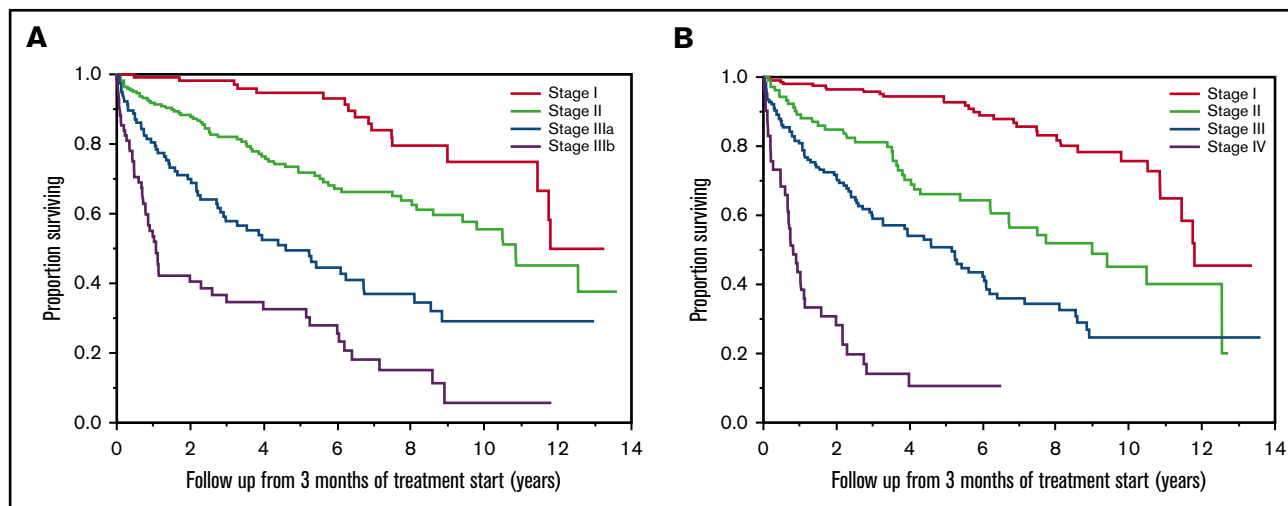 A
1.0
0.8
0.6
0.4
0.2
0.0
Proportion surviving
Stage I
Stage II
Stage IIIa
Stage IIIb
0 2 4 6 8 10 12 14
Follow up from 3 months of treatment start (years)
B
1.0
0.8
0.6
0.4
0.2
0.0
Proportion surviving
Stage I
Stage II
Stage III
Stage IV
0 2 4 6 8 10 12 14
Follow up from 3 months of treatment start (years)